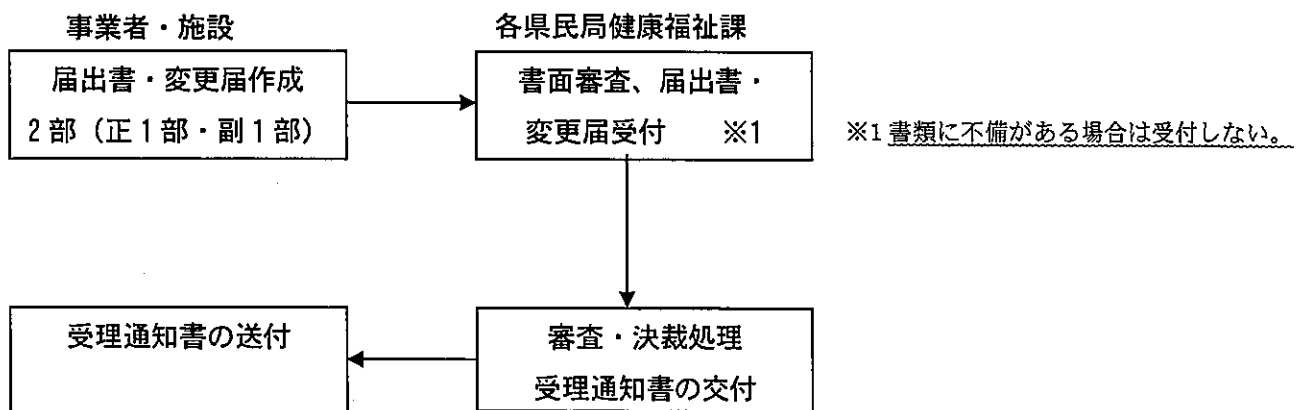 事業者・施設
各県民局健康福祉課
届出書・変更届作成
2部（正1部・副1部）
書面審査、届出書・
変更届受付　※1
※1 書類に不備がある場合は受付しない。
受理通知書の送付
審査・決裁処理
受理通知書の交付